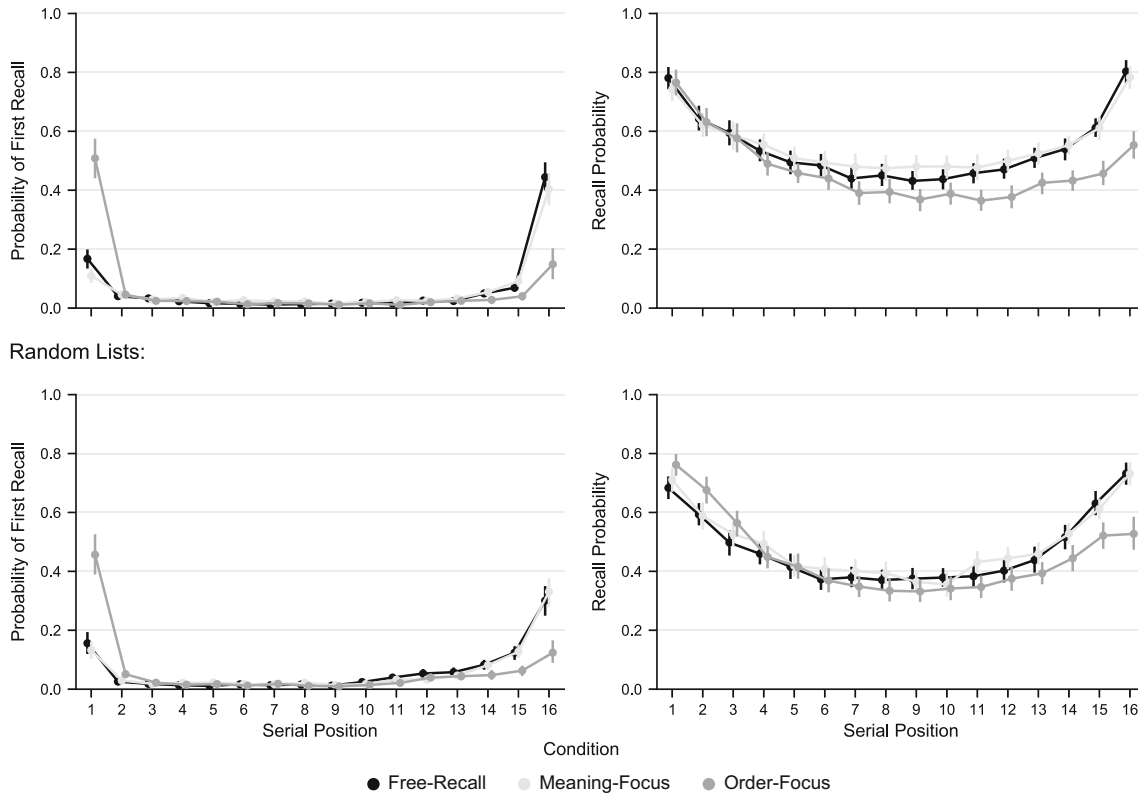 1.0
0.8
0.6
0.4
0.2
0.0
Probability of First Recall
1.0
0.8
0.6
0.4
0.2
0.0
Recall Probability
Random Lists:
1.0
0.8
0.6
0.4
0.2
0.0
Probability of First Recall
1 2 3 4 5 6 7 8 9 10 11 12 13 14 15 16
Serial Position
1.0
0.8
0.6
0.4
0.2
0.0
Recall Probability
1 2 3 4 5 6 7 8 9 10 11 12 13 14 15 16
Serial Position
Condition
Free-Recall Meaning-Focus Order-Focus